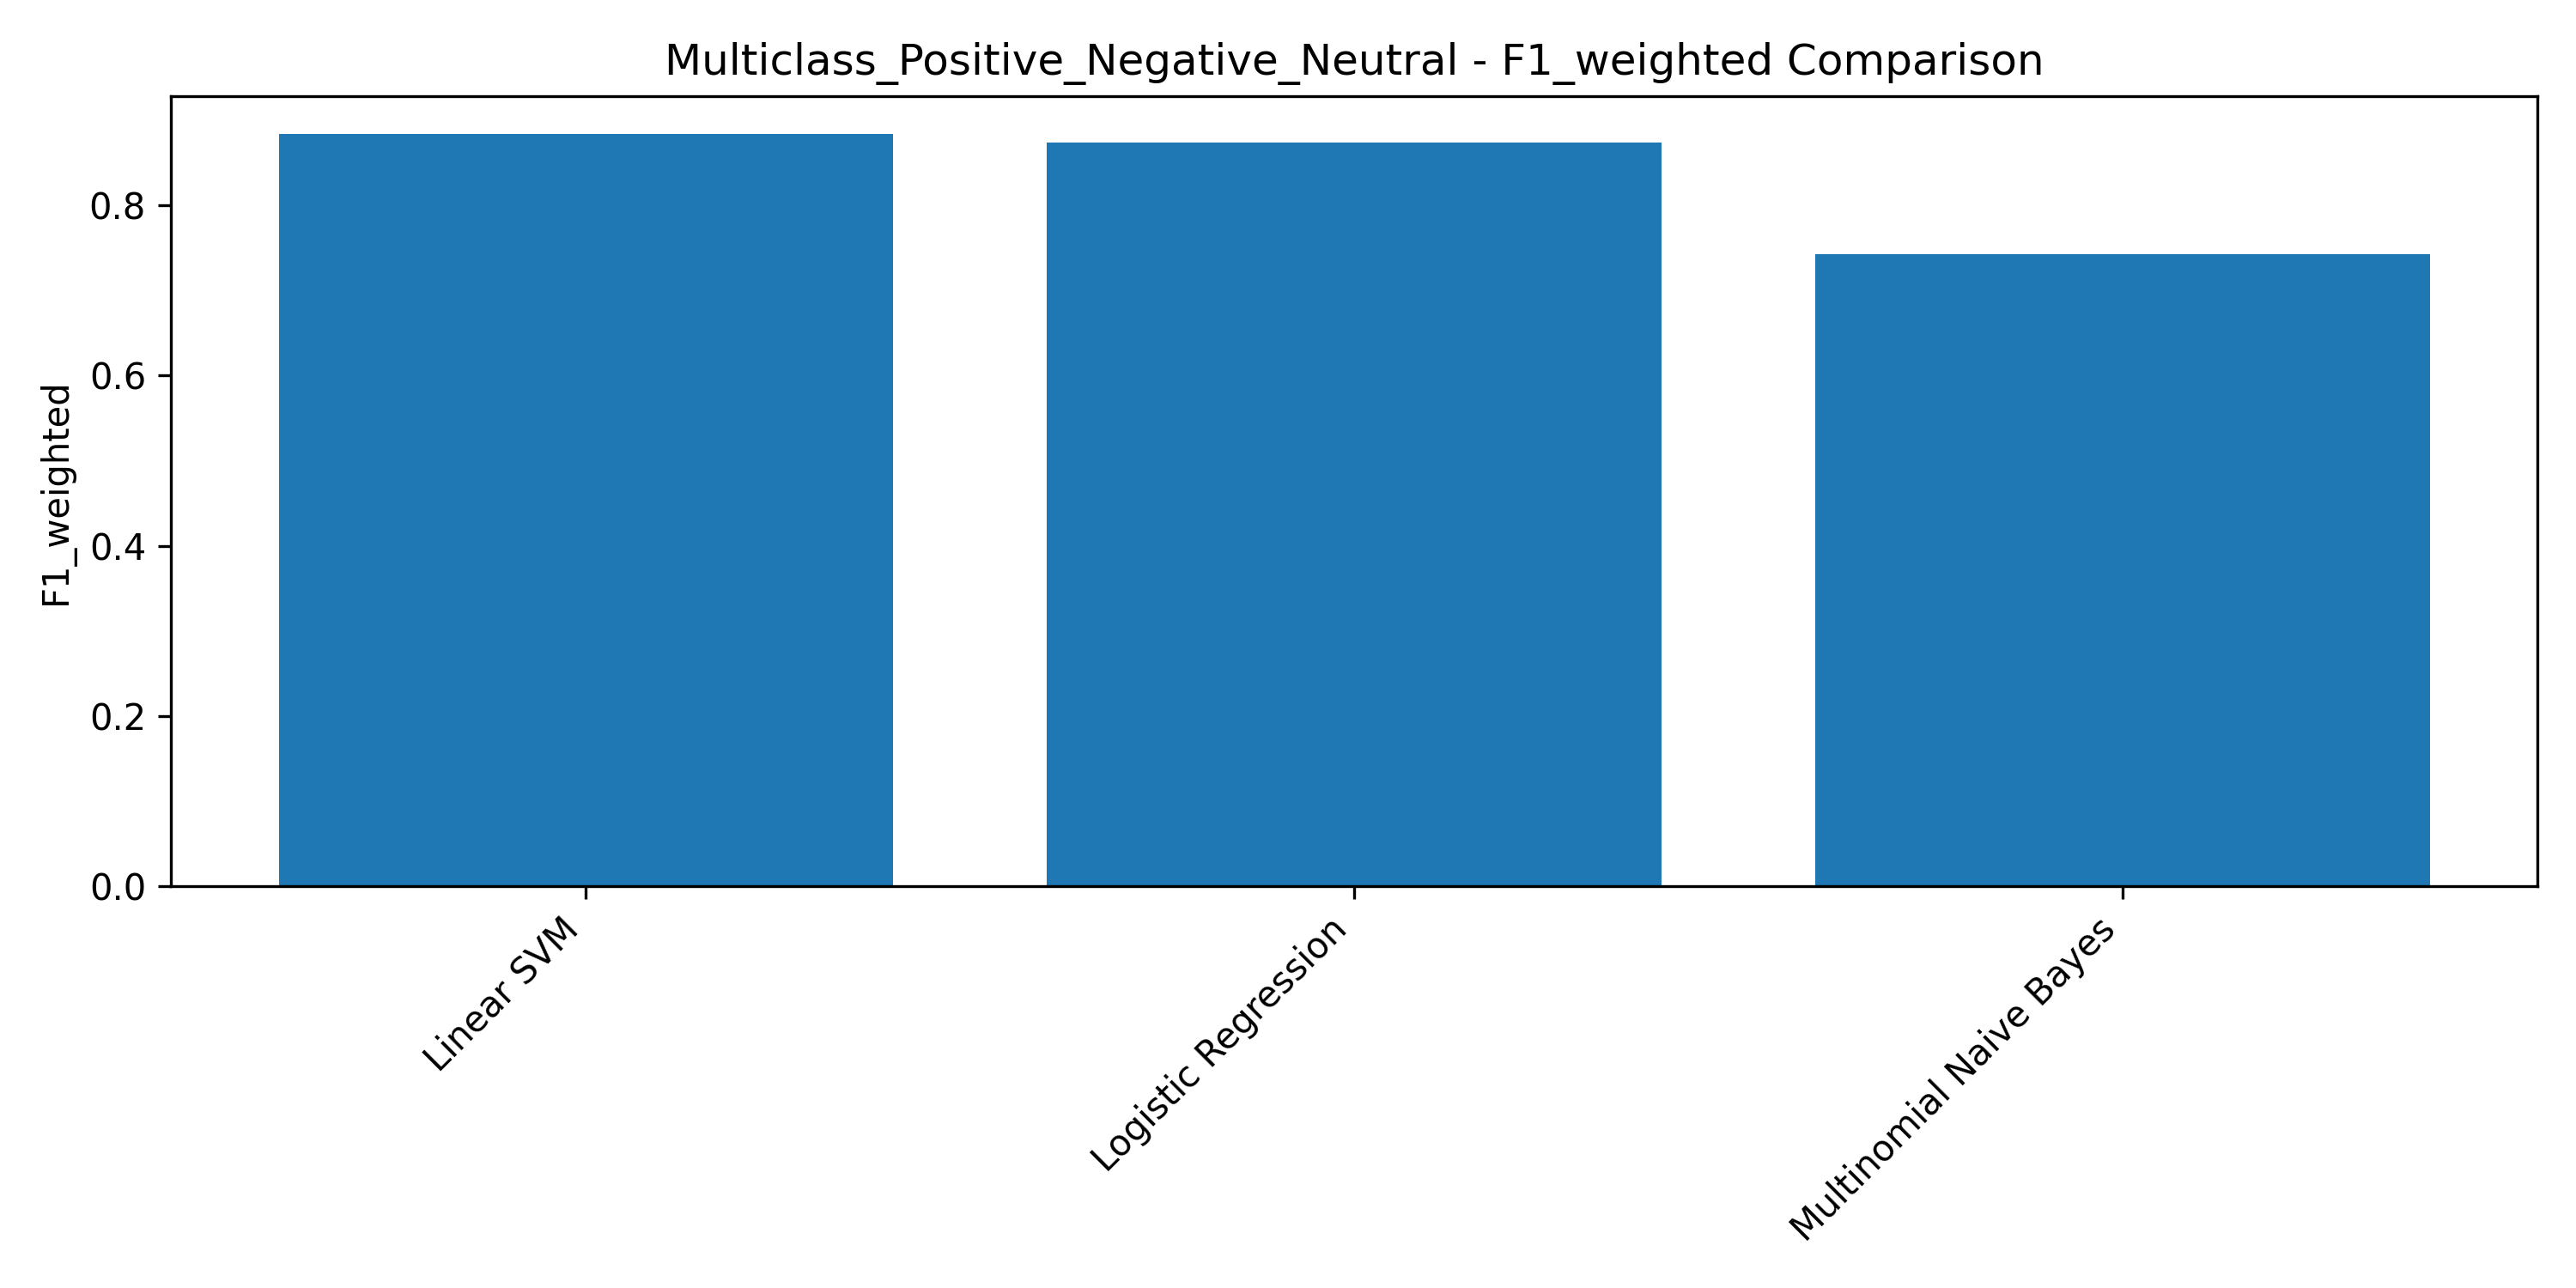 Multiclass_Positive_Negative_Neutral - F1_weighted Comparison
F1_weighted
0.8
0.6
0.4
0.2
0.0
Linear SVM
Logistic Regression
Multinomial Naive Bayes